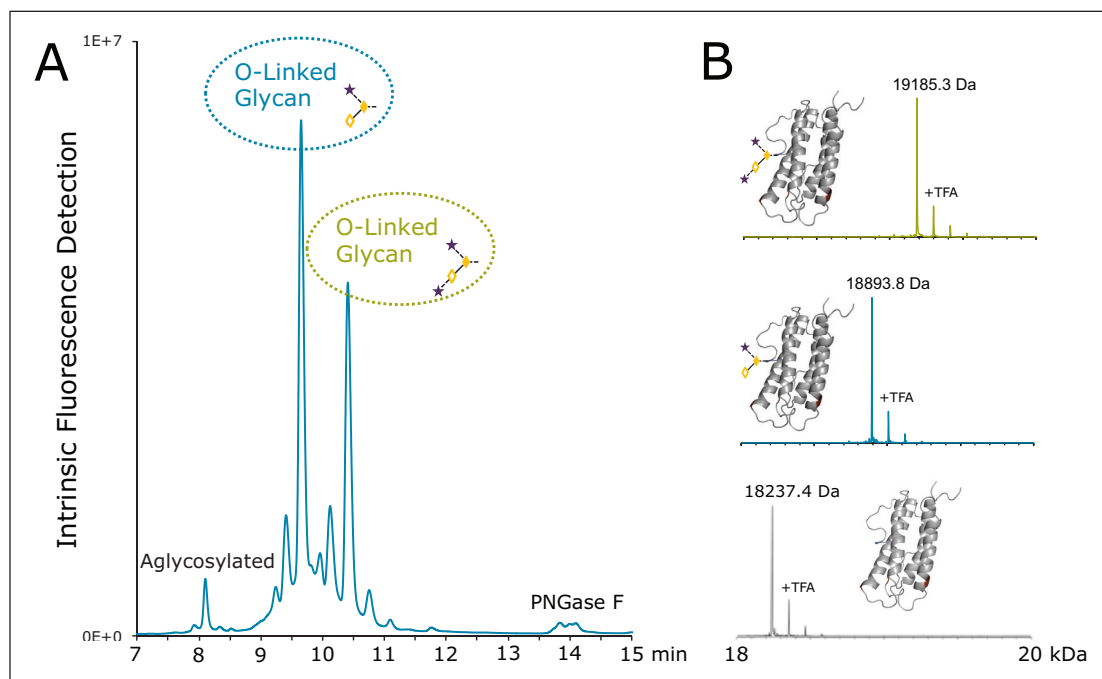 A
1E+7
Intrinsic Fluorescence Detection
O-Linked
Glycan
O-Linked
Glycan
Aglycosylated
PNGase F
0E+0
7 8 9 10 11 12 13 14 15 min
B
19185.3 Da
+TFA
18893.8 Da
+TFA
18237.4 Da
+TFA
18 20 kDa